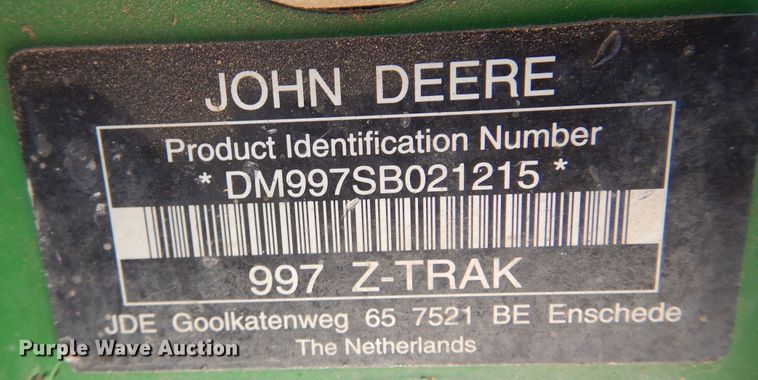 JOHN DEERE
Product Identification Number
* DM997SB021215 *
997 Z-TRAK
JDE Goolkatenweg 65 7521 BE Enschede
The Netherlands
Purple Wave Auction